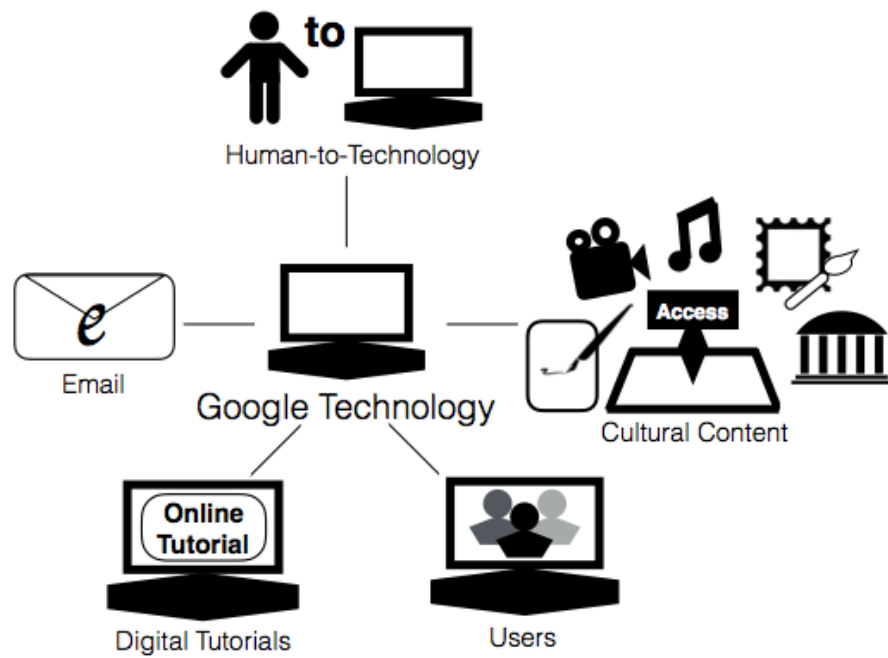 to
Human-to-Technology
Access
e
Email
Google Technology
Cultural Content
Online
Tutorial
Digital Tutorials
Users